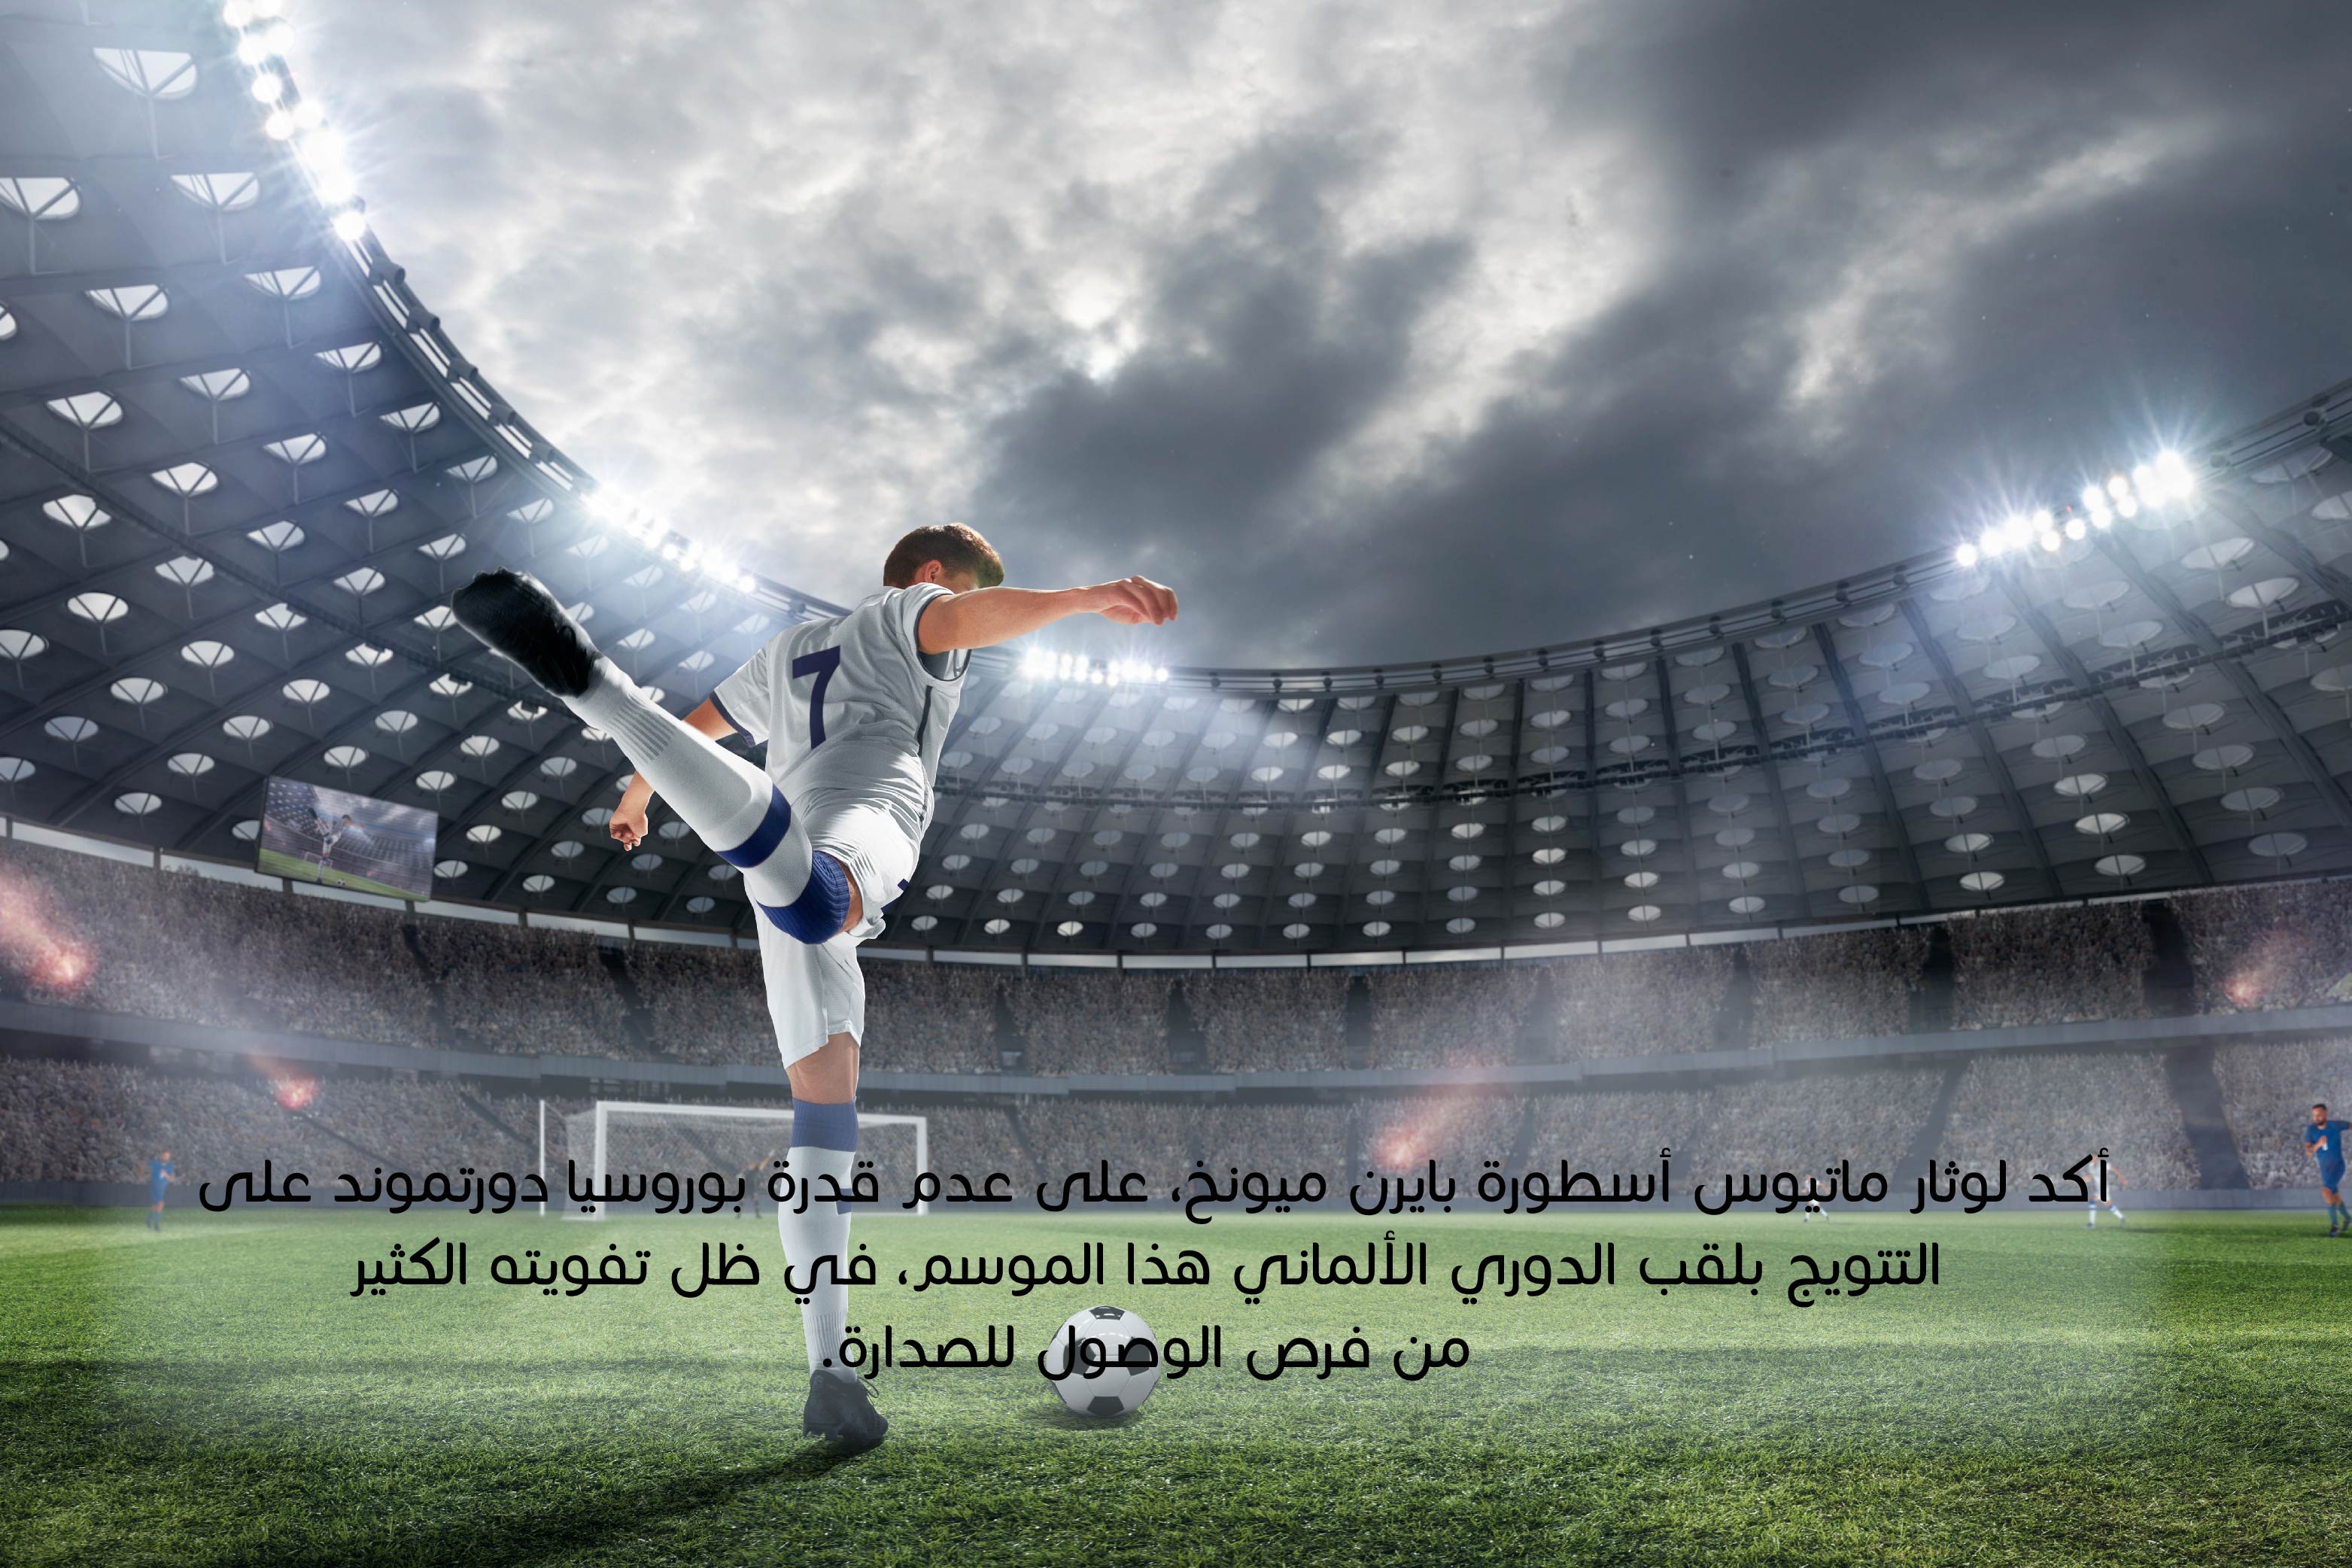 أكد لوثار ماتيوس أسطورة بايرن ميونخ، على عدم قدرة بوروسيا دورتموند على
التتويج بلقب الدوري الألماني هذا الموسم، في ظل تفويته الكثير
من فرص الوصول للصدارة.
7